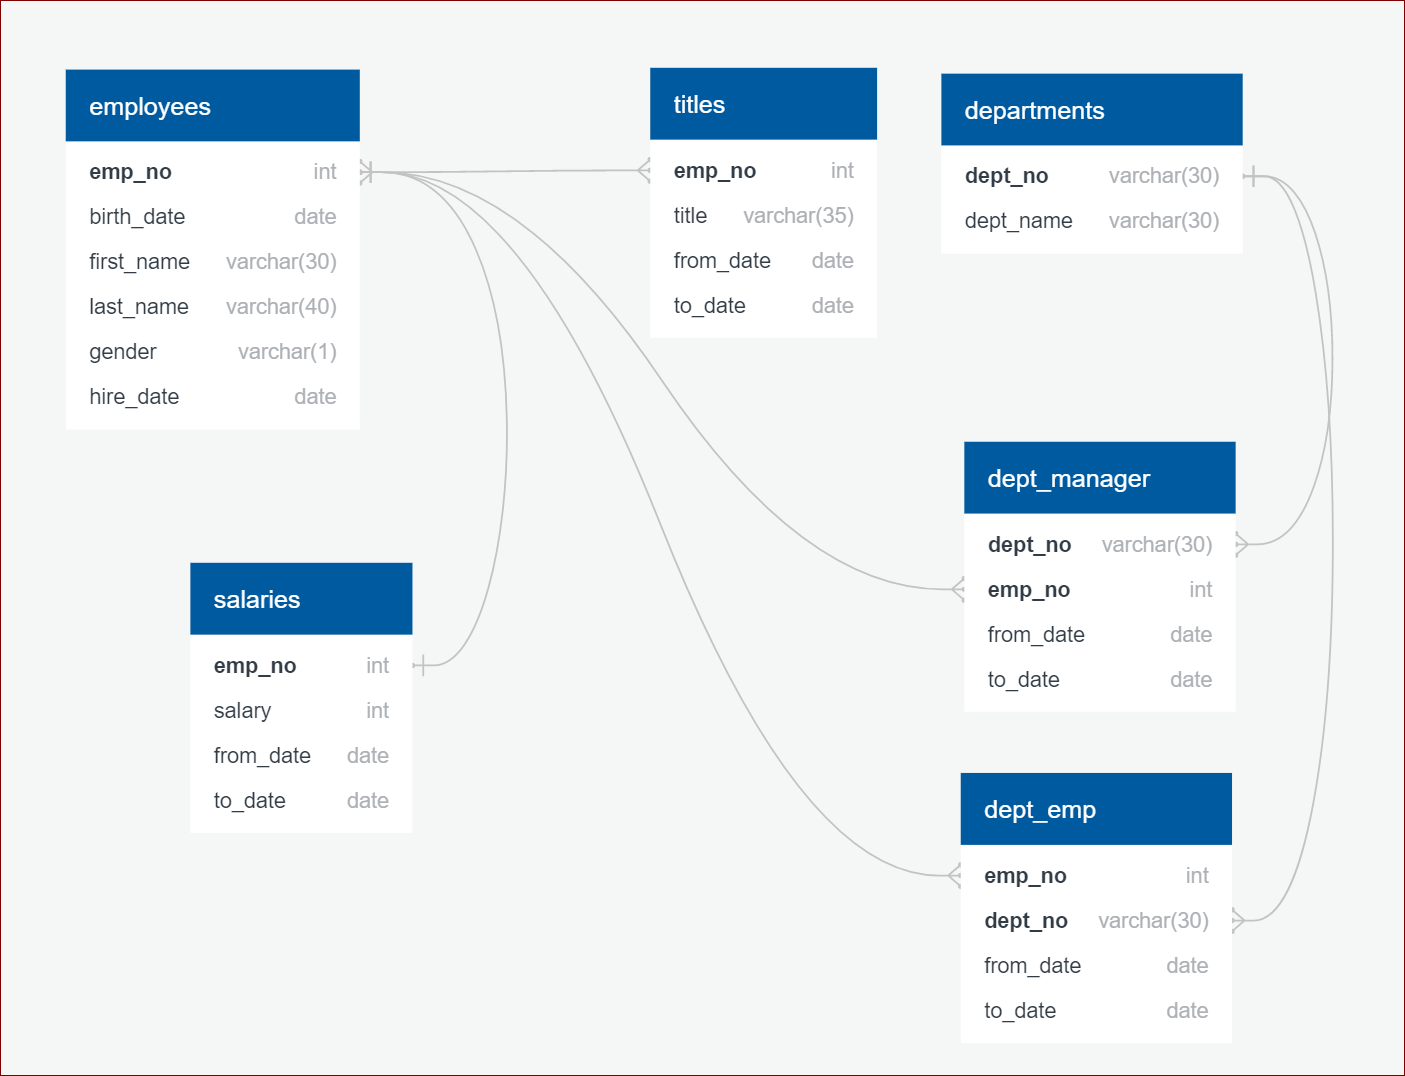 employees
emp_no int
birth_date date
first_name varchar(30)
last_name varchar(40)
gender varchar(1)
hire_date date
titles
emp_no int
title varchar(35)
from_date date
to_date date
departments
dept_no varchar(30)
dept_name varchar(30)
dept_manager
dept_no varchar(30)
emp_no int
from_date date
to_date date
salaries
emp_no int
salary int
from_date date
to_date date
dept_emp
emp_no int
dept_no varchar(30)
from_date date
to_date date